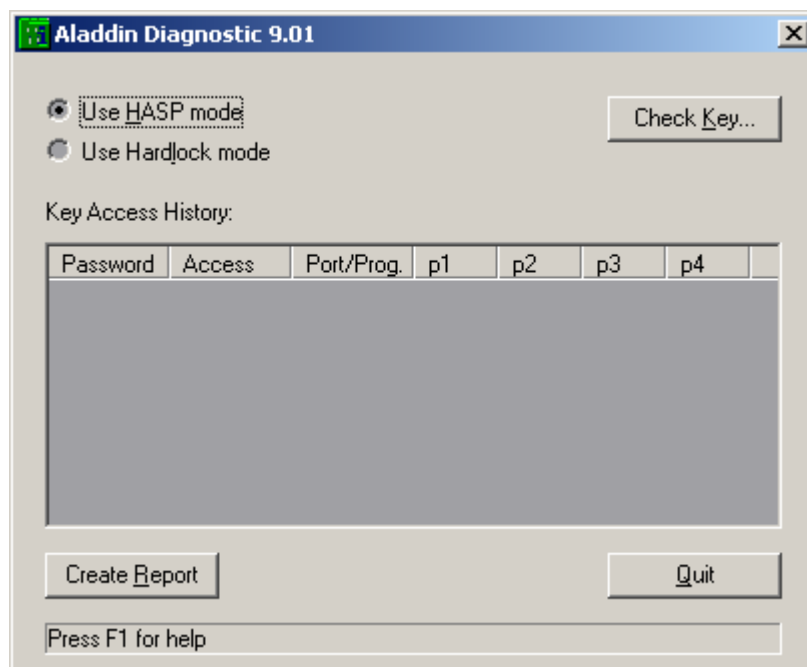 Aladdin Diagnostic 9.01
Use HASP mode
Check Key...
Use Hardlock mode
Key Access History:
Password Access Port/Prog. p1 p2 p3 p4
Create Report Quit
Press F1 for help